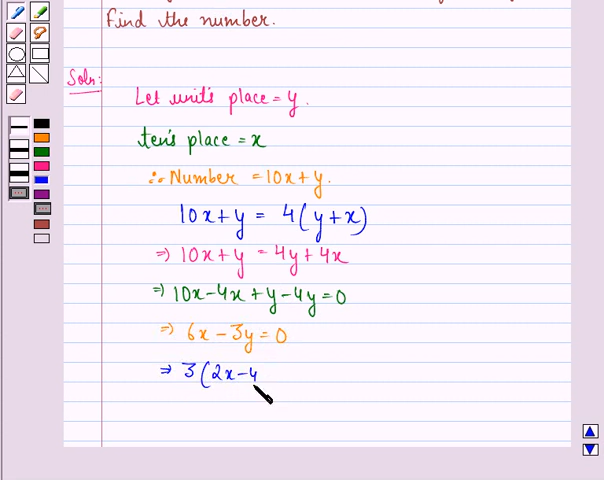 Find the number.
Soln:
Let unit's place = y.
ten's place = x
∴ Number = 10x + y.
10x + y = 4(y + x)
⇒ 10x + y = 4y + 4x
⇒ 10x - 4x + y - 4y = 0
⇒ 6x - 3y = 0
⇒ 3(2x - y